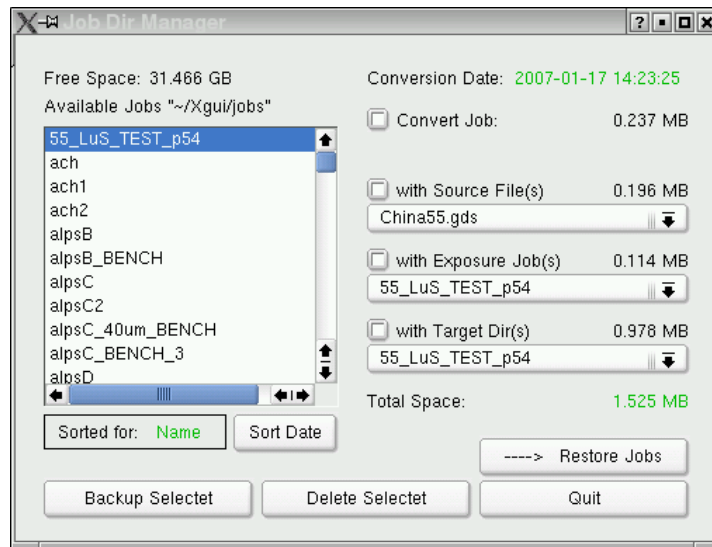 Job Dir Manager
Free Space: 31.466 GB
Available Jobs "~/Xgui/jobs"
55_LuS_TEST_p54
ach
ach1
ach2
alpsB
alpsB_BENCH
alpsC
alpsC2
alpsC_40um_BENCH
alpsC_BENCH_3
alpsD
Sorted for: Name
Sort Date
Conversion Date: 2007-01-17 14:23:25
Convert Job: 0.237 MB
with Source File(s) 0.196 MB
China55.gds
with Exposure Job(s) 0.114 MB
55_LuS_TEST_p54
with Target Dir(s) 0.978 MB
55_LuS_TEST_p54
Total Space: 1.525 MB
----> Restore Jobs
Backup Selectet
Delete Selectet
Quit